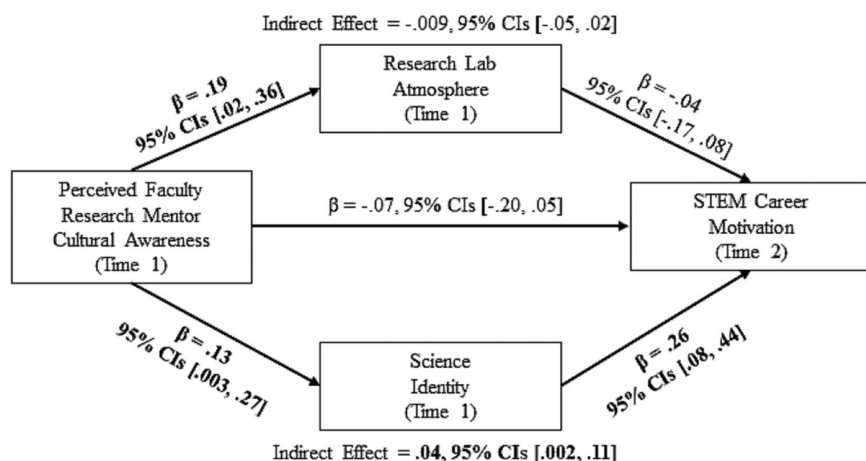 Indirect Effect = -.009, 95% CIs [-.05, .02]
Research Lab
Atmosphere
(Time 1)
β = .19
95% CIs [.02, .36]
β = -.04
95% CIs [-.17, .08]
Perceived Faculty
Research Mentor
Cultural Awareness
(Time 1)
β = -.07, 95% CIs [-.20, .05]
STEM Career
Motivation
(Time 2)
β = .13
95% CIs [.003, .27]
Science
Identity
(Time 1)
β = .26
95% CIs [.08, .44]
Indirect Effect = .04, 95% CIs [.002, .11]